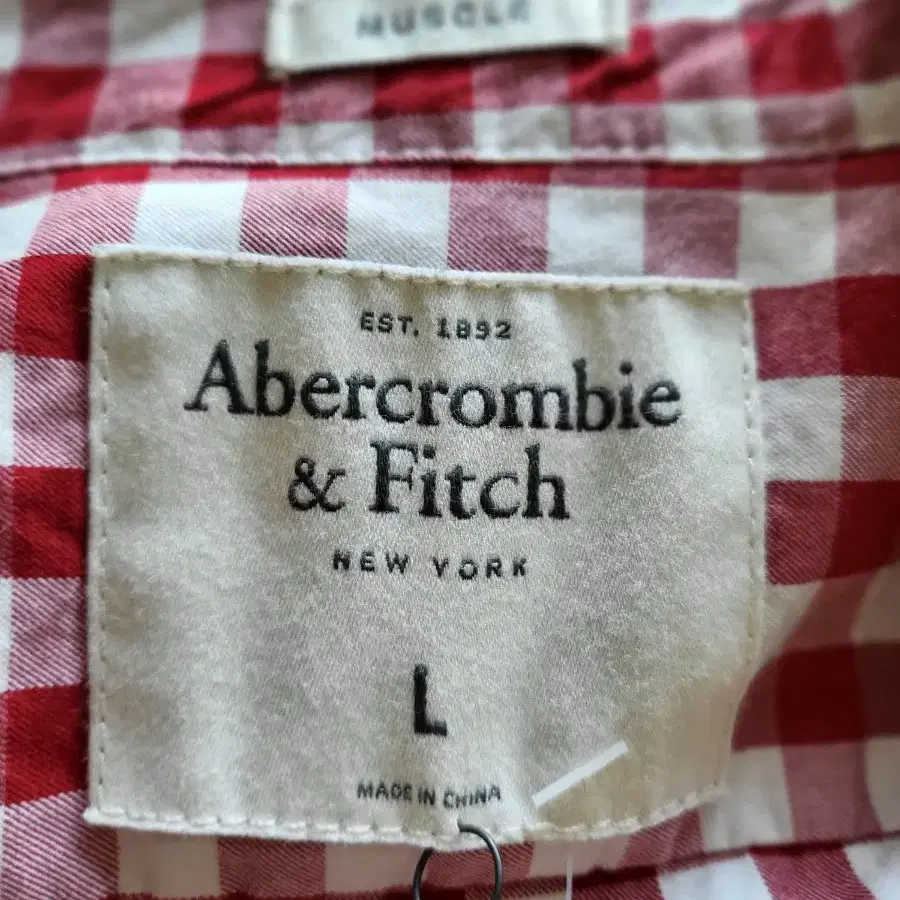 MUSCLE
EST. 1892
Abercrombie
& Fitch
NEW YORK
L
MADE IN CHINA